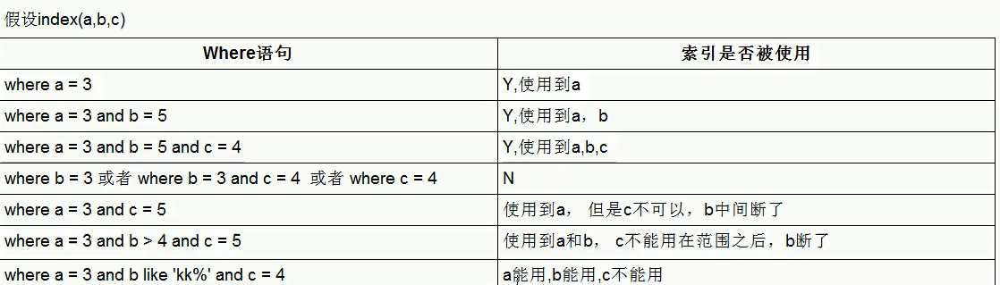 假设index(a,b,c)
Where语句 索引是否被使用
where a = 3 Y,使用到a
where a = 3 and b = 5 Y,使用到a，b
where a = 3 and b = 5 and c = 4 Y,使用到a,b,c
where b = 3 或者 where b = 3 and c = 4 或者 where c = 4 N
where a = 3 and c = 5 使用到a， 但是c不可以，b中间断了
where a = 3 and b > 4 and c = 5 使用到a和b， c不能用在范围之后，b断了
where a = 3 and b like 'kk%' and c = 4 a能用,b能用,c不能用